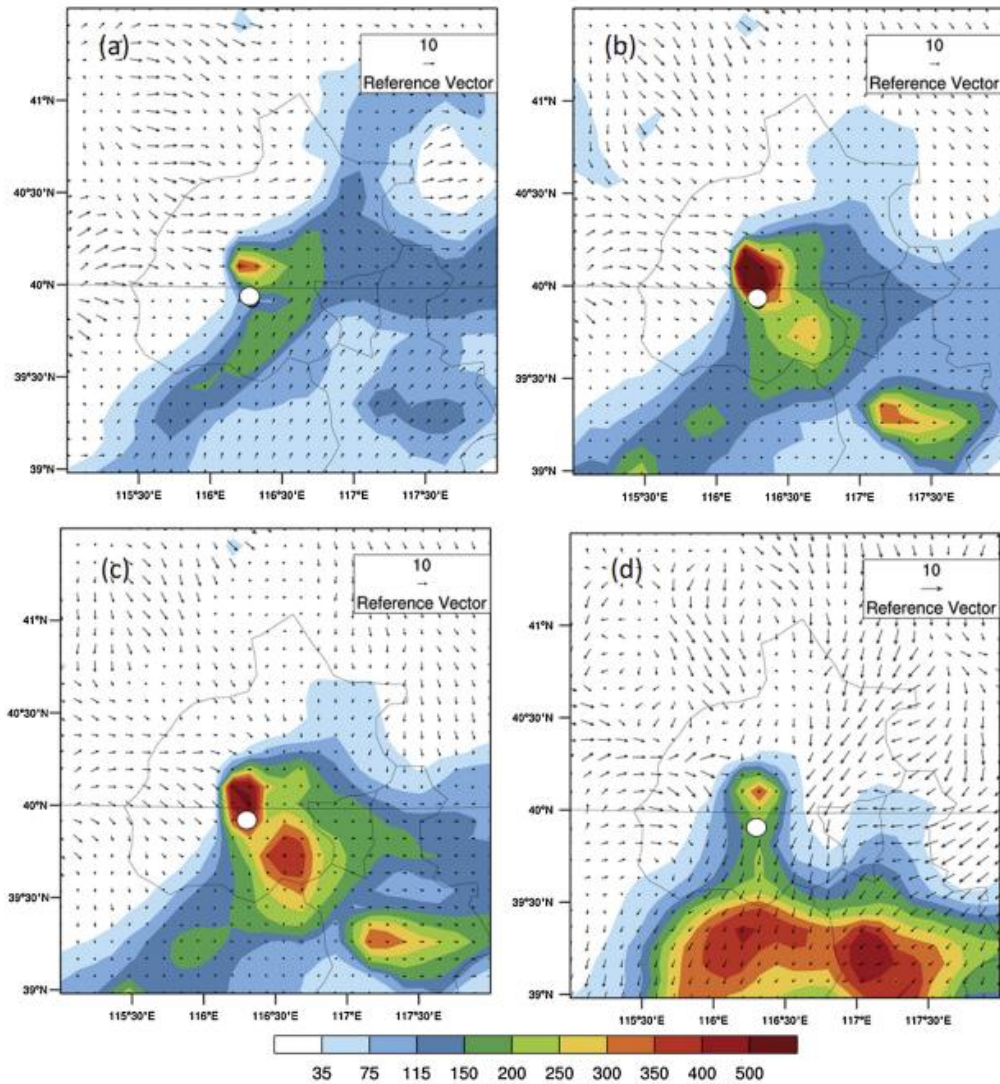 (a)
10
Reference Vector
41°N
40°30'N
40°N
39°30'N
39°N
115°30'E 116°E 116°30'E 117°E 117°30'E
(b)
10
Reference Vector
41°N
40°30'N
40°N
39°30'N
39°N
115°30'E 116°E 116°30'E 117°E 117°30'E
(c)
10
Reference Vector
41°N
40°30'N
40°N
39°30'N
39°N
115°30'E 116°E 116°30'E 117°E 117°30'E
(d)
10
Reference Vector
41°N
40°30'N
40°N
39°30'N
39°N
115°30'E 116°E 116°30'E 117°E 117°30'E
35 75 115 150 200 250 300 350 400 500